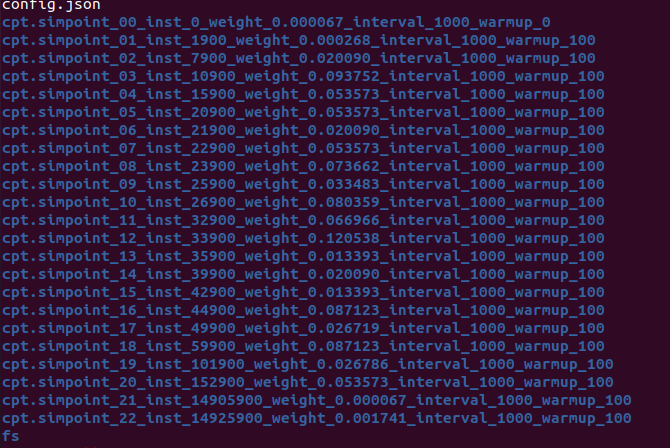 config.json
cpt.simpoint_00_inst_0_weight_0.000067_interval_1000_warmup_0
cpt.simpoint_01_inst_1900_weight_0.000268_interval_1000_warmup_100
cpt.simpoint_02_inst_7900_weight_0.020090_interval_1000_warmup_100
cpt.simpoint_03_inst_10900_weight_0.093752_interval_1000_warmup_100
cpt.simpoint_04_inst_15900_weight_0.053573_interval_1000_warmup_100
cpt.simpoint_05_inst_20900_weight_0.053573_interval_1000_warmup_100
cpt.simpoint_06_inst_21900_weight_0.020090_interval_1000_warmup_100
cpt.simpoint_07_inst_22900_weight_0.053573_interval_1000_warmup_100
cpt.simpoint_08_inst_23900_weight_0.073662_interval_1000_warmup_100
cpt.simpoint_09_inst_25900_weight_0.033483_interval_1000_warmup_100
cpt.simpoint_10_inst_26900_weight_0.080359_interval_1000_warmup_100
cpt.simpoint_11_inst_32900_weight_0.066966_interval_1000_warmup_100
cpt.simpoint_12_inst_33900_weight_0.120538_interval_1000_warmup_100
cpt.simpoint_13_inst_35900_weight_0.013393_interval_1000_warmup_100
cpt.simpoint_14_inst_39900_weight_0.020090_interval_1000_warmup_100
cpt.simpoint_15_inst_42900_weight_0.013393_interval_1000_warmup_100
cpt.simpoint_16_inst_44900_weight_0.087123_interval_1000_warmup_100
cpt.simpoint_17_inst_49900_weight_0.026719_interval_1000_warmup_100
cpt.simpoint_18_inst_59900_weight_0.087123_interval_1000_warmup_100
cpt.simpoint_19_inst_101900_weight_0.026786_interval_1000_warmup_100
cpt.simpoint_20_inst_152900_weight_0.053573_interval_1000_warmup_100
cpt.simpoint_21_inst_14905900_weight_0.000067_interval_1000_warmup_100
cpt.simpoint_22_inst_14925900_weight_0.001741_interval_1000_warmup_100
fs